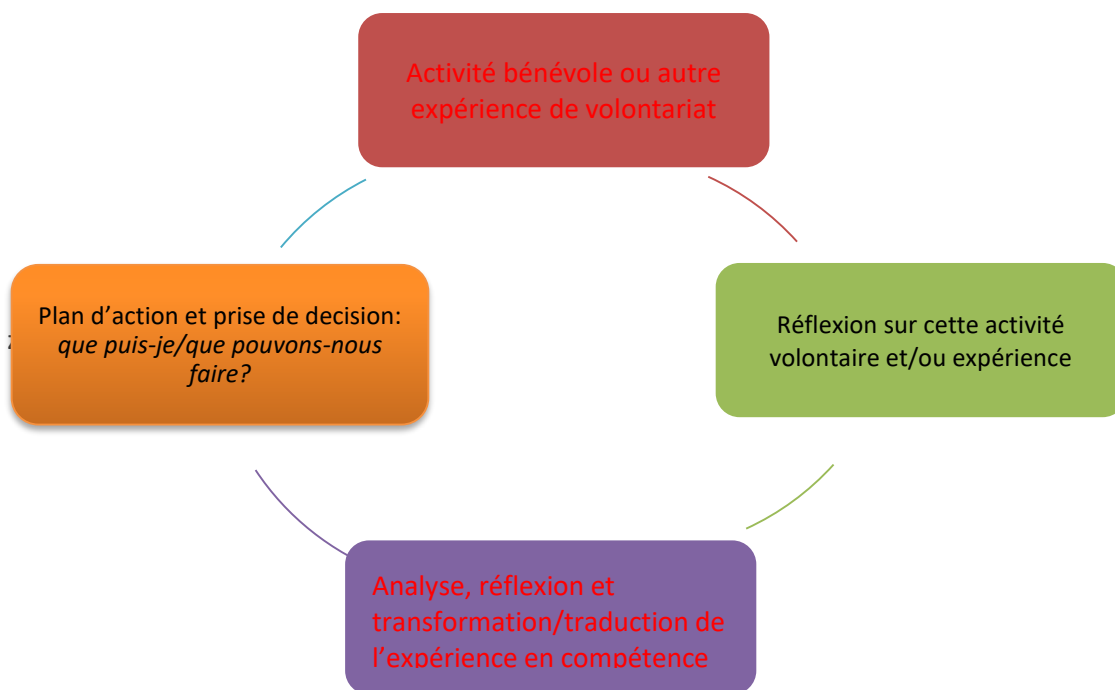 Activité bénévole ou autre
expérience de volontariat
Plan d’action et prise de decision:
que puis-je/que pouvons-nous
faire?
Réflexion sur cette activité
volontaire et/ou expérience
Analyse, réflexion et
transformation/traduction de
l’expérience en compétence